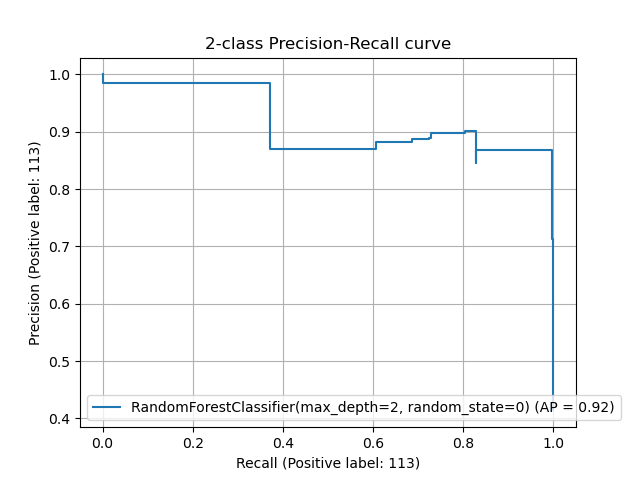 2-class Precision-Recall curve
Precision (Positive label: 113)
1.0
0.9
0.8
0.7
0.6
0.5
0.4
RandomForestClassifier(max_depth=2, random_state=0) (AP = 0.92)
0.0 0.2 0.4 0.6 0.8 1.0
Recall (Positive label: 113)